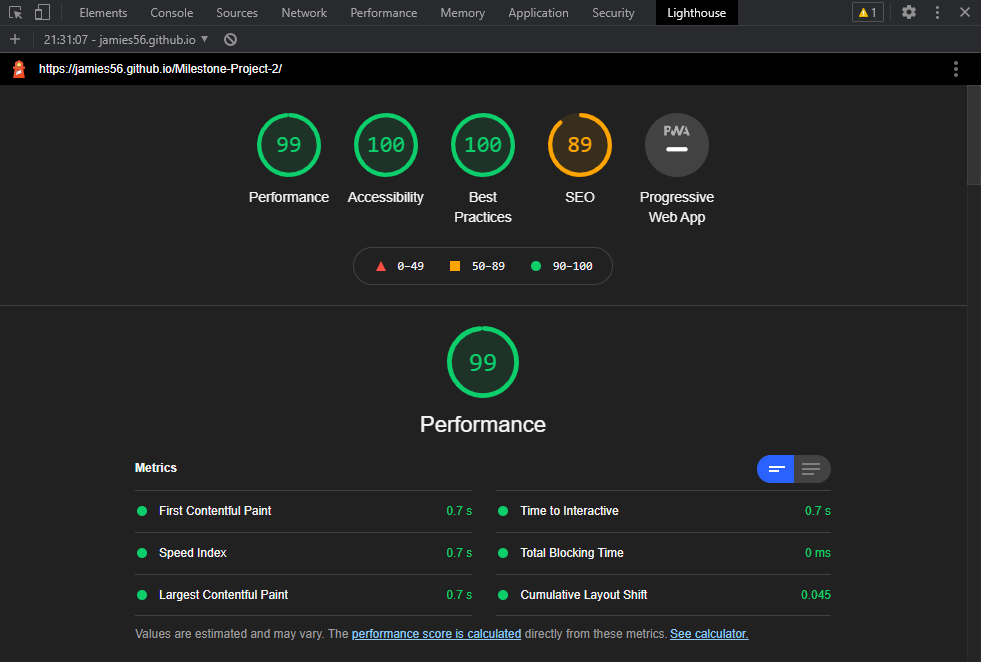 Elements Console Sources Network Performance Memory Application Security Lighthouse 1
21:31:07 - jamies56.github.io
https://jamies56.github.io/Milestone-Project-2/
99 100 100 89 PWA
Performance Accessibility Best Practices SEO Progressive Web App
0–49 50–89 90–100
99
Performance
Metrics
First Contentful Paint 0.7 s Time to Interactive 0.7 s
Speed Index 0.7 s Total Blocking Time 0 ms
Largest Contentful Paint 0.7 s Cumulative Layout Shift 0.045
Values are estimated and may vary. The performance score is calculated directly from these metrics. See calculator.